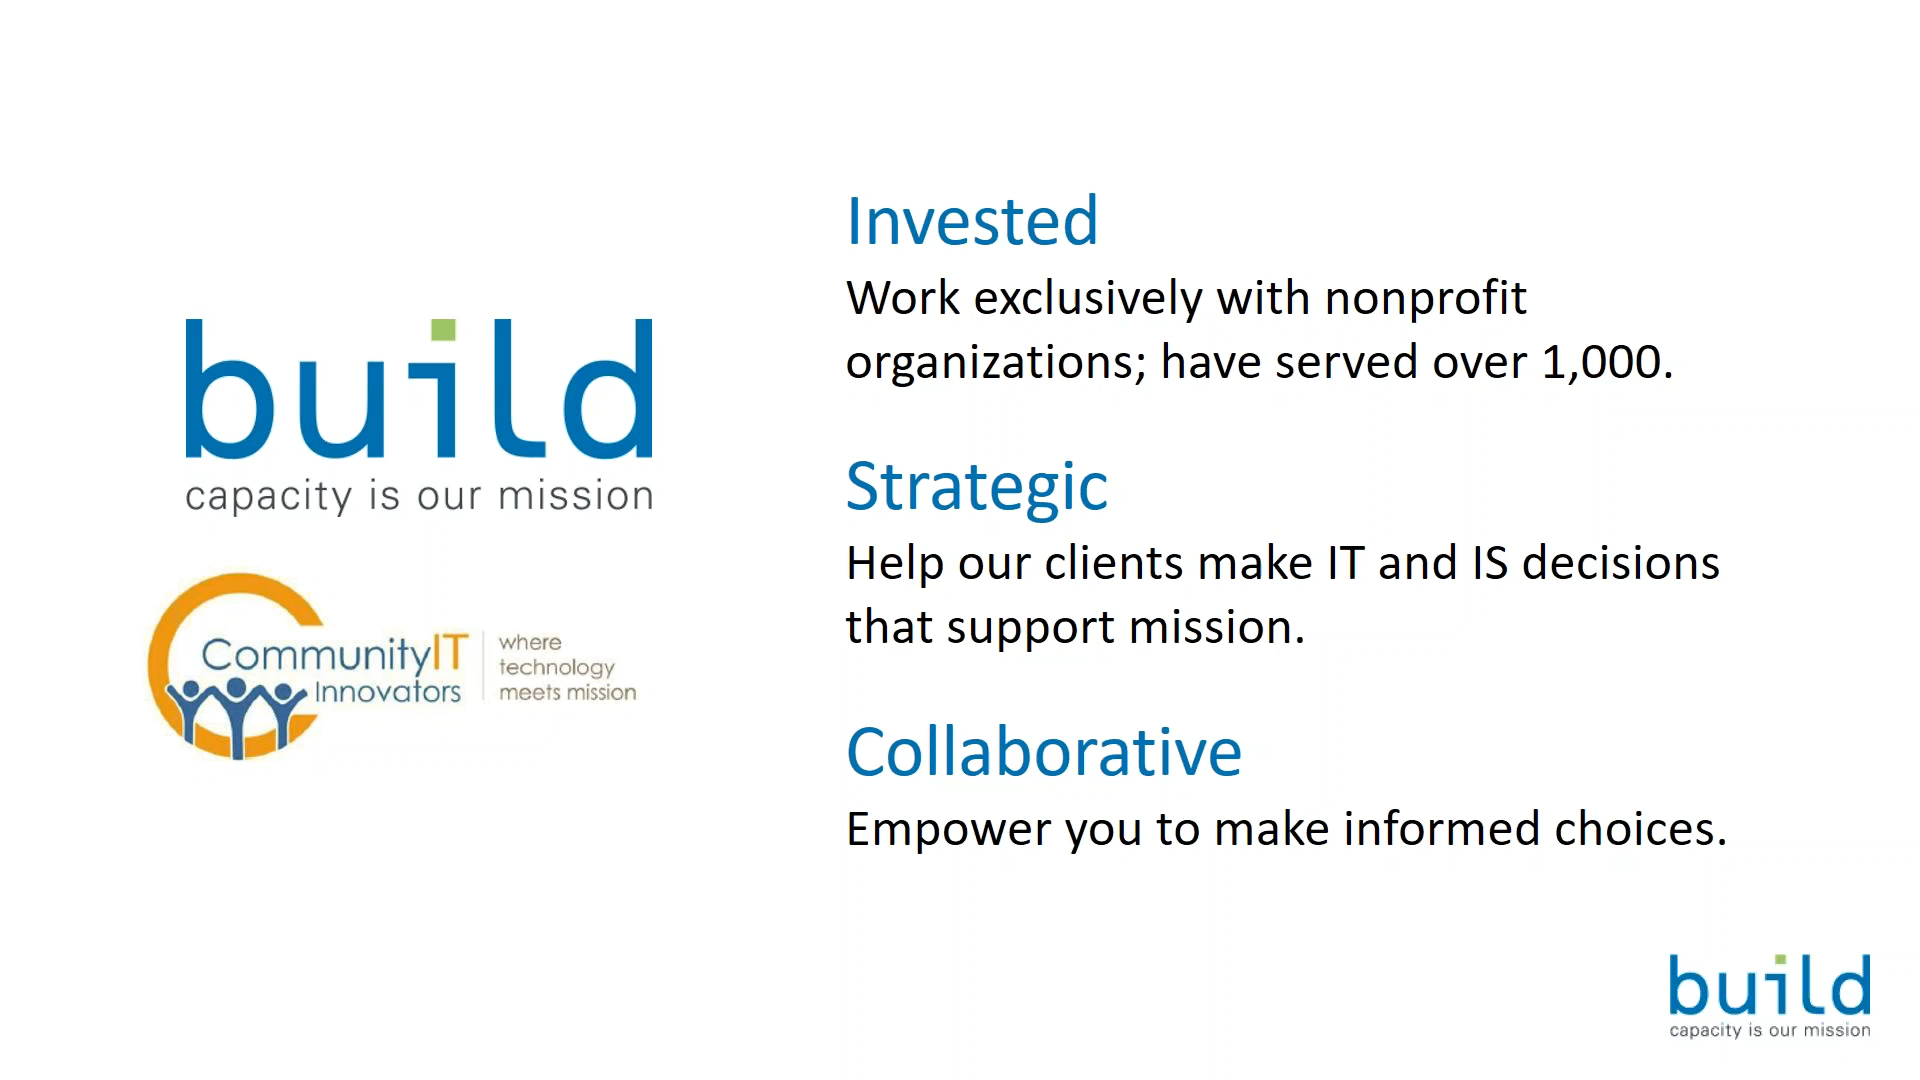 build
capacity is our mission
CommunityIT
Innovators
where
technology
meets mission
Invested
Work exclusively with nonprofit
organizations; have served over 1,000.
Strategic
Help our clients make IT and IS decisions
that support mission.
Collaborative
Empower you to make informed choices.
build
capacity is our mission